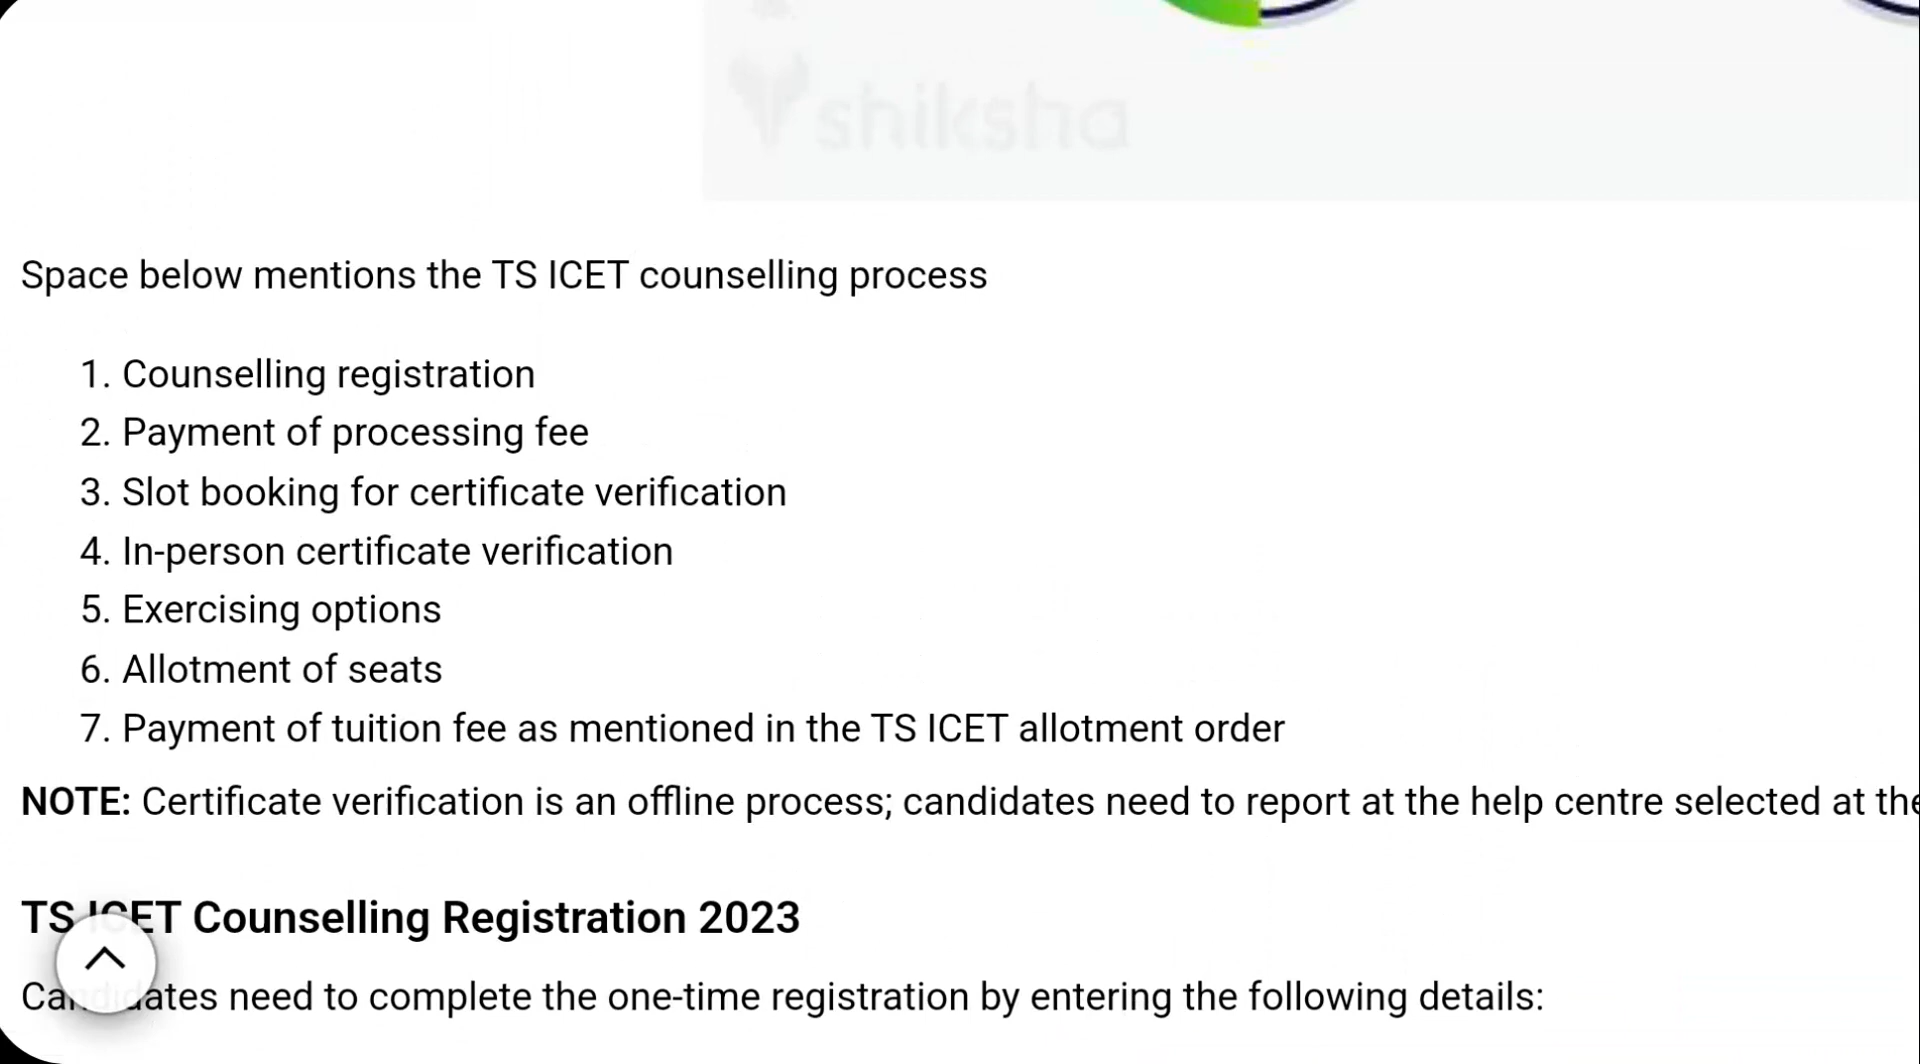 shiksha
Space below mentions the TS ICET counselling process
1. Counselling registration
2. Payment of processing fee
3. Slot booking for certificate verification
4. In-person certificate verification
5. Exercising options
6. Allotment of seats
7. Payment of tuition fee as mentioned in the TS ICET allotment order
NOTE: Certificate verification is an offline process; candidates need to report at the help centre selected at the
TS ICET Counselling Registration 2023
Candidates need to complete the one-time registration by entering the following details: